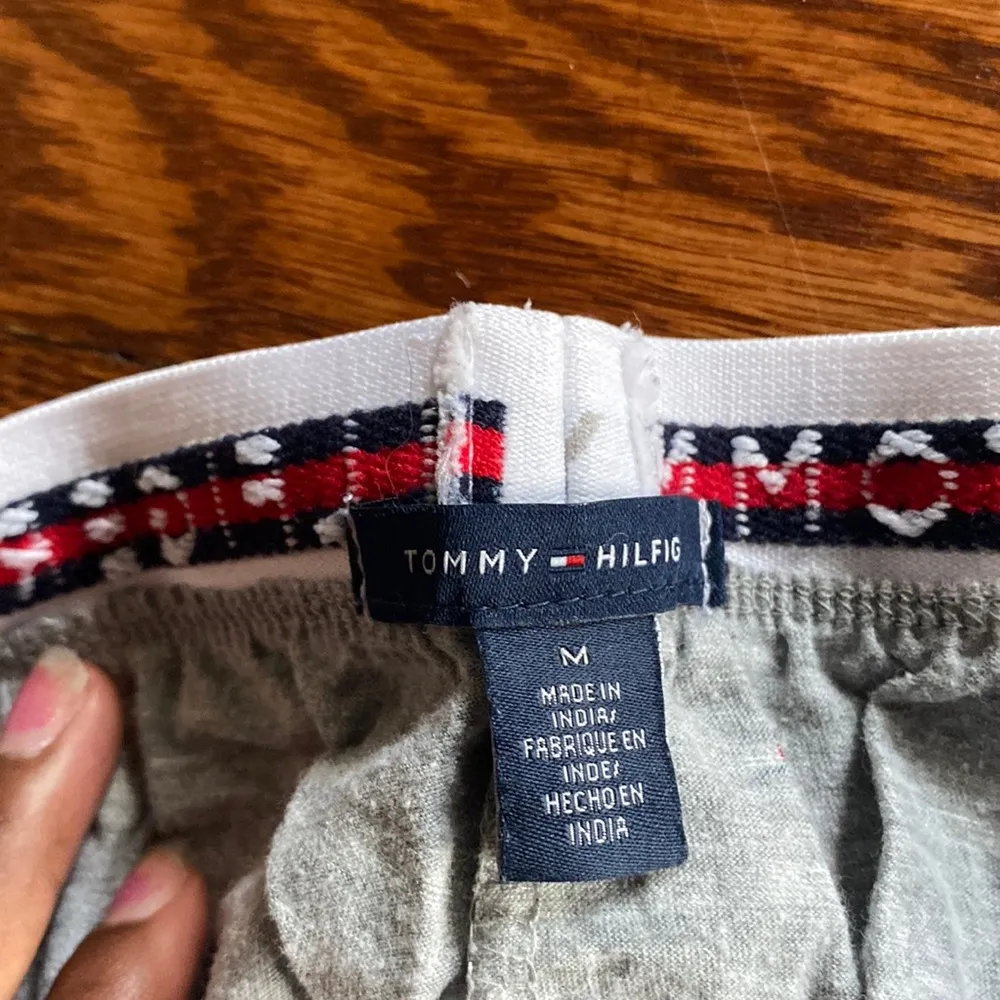 TOMMY HILFIG
M
MADE IN
INDIA/
FABRIQUE EN
INDE/
HECHO EN
INDIA